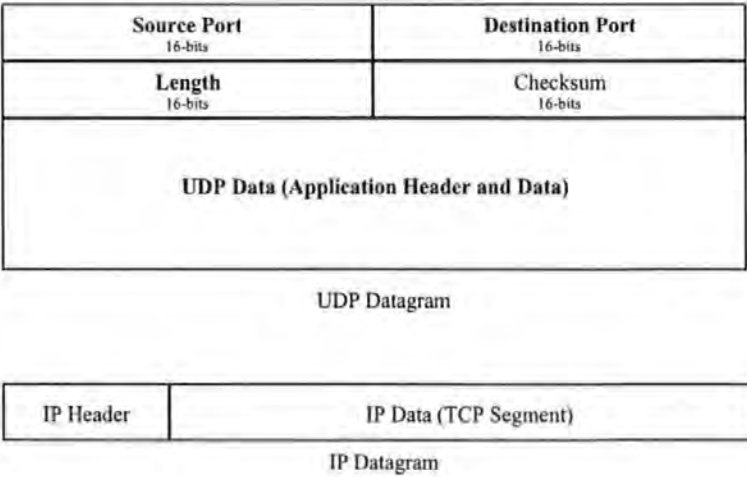 Source Port
16-bits
Destination Port
16-bits
Length
16-bits
Checksum
16-bits
UDP Data (Application Header and Data)
UDP Datagram
IP Header
IP Data (TCP Segment)
IP Datagram